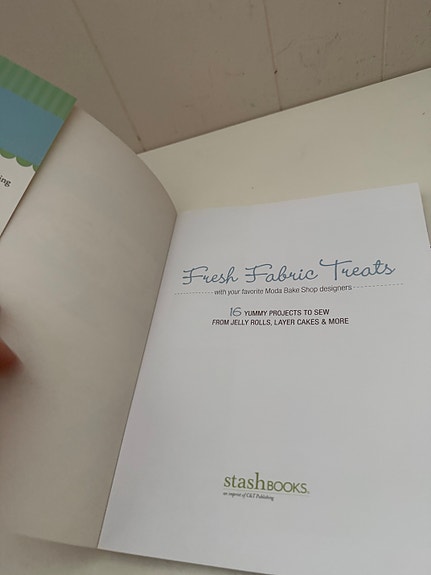 ing
Fresh Fabric Treats
with your favorite Moda Bake Shop designers
16 YUMMY PROJECTS TO SEW
FROM JELLY ROLLS, LAYER CAKES & MORE
stashBOOKS®
an imprint of C&T Publishing